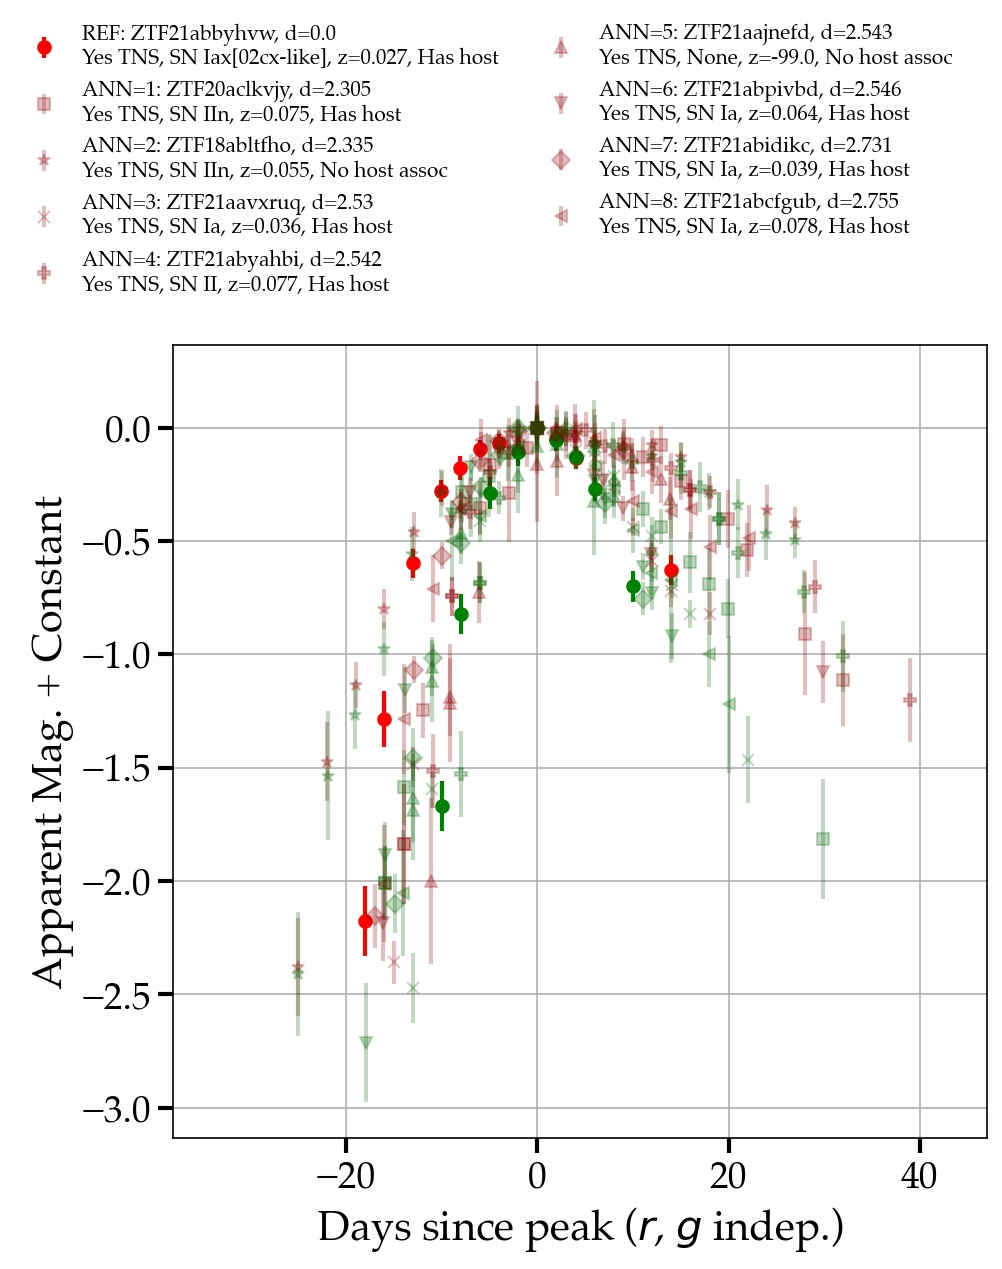 REF: ZTF21abbyhvw, d=0.0
Yes TNS, SN Iax[02cx-like], z=0.027, Has host
ANN=1: ZTF20aclkvjy, d=2.305
Yes TNS, SN IIn, z=0.075, Has host
ANN=2: ZTF18abltfho, d=2.335
Yes TNS, SN IIn, z=0.055, No host assoc
ANN=3: ZTF21aavxruq, d=2.53
Yes TNS, SN Ia, z=0.036, Has host
ANN=4: ZTF21abyahbi, d=2.542
Yes TNS, SN II, z=0.077, Has host
ANN=5: ZTF21aajnefd, d=2.543
Yes TNS, None, z=-99.0, No host assoc
ANN=6: ZTF21abpivbd, d=2.546
Yes TNS, SN Ia, z=0.064, Has host
ANN=7: ZTF21abidikc, d=2.731
Yes TNS, SN Ia, z=0.039, Has host
ANN=8: ZTF21abcfgub, d=2.755
Yes TNS, SN Ia, z=0.078, Has host
Apparent Mag. + Constant
0.0
−0.5
−1.0
−1.5
−2.0
−2.5
−3.0
−20 0 20 40
Days since peak (r, g indep.)